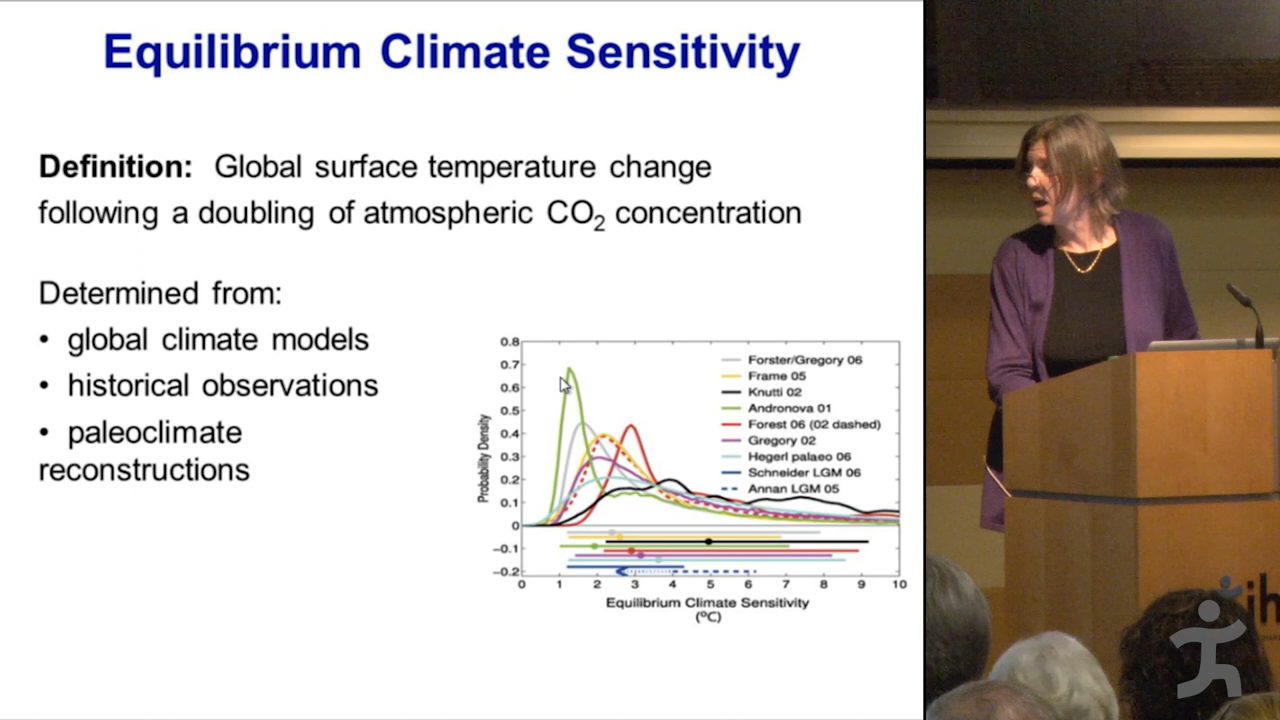 Equilibrium Climate Sensitivity
Definition: Global surface temperature change
following a doubling of atmospheric CO2 concentration
Determined from:
• global climate models
• historical observations
• paleoclimate
reconstructions
0.8
0.7
0.6
0.5
0.4
0.3
0.2
0.1
0
−0.1
−0.2
Probability Density
Forster/Gregory 06
Frame 05
Knutti 02
Andronova 01
Forest 06 (02 dashed)
Gregory 02
Hegerl palaeo 06
Schneider LGM 06
Annan LGM 05
0 1 2 3 4 5 6 7 8 9 10
Equilibrium Climate Sensitivity
(ºC)
ih